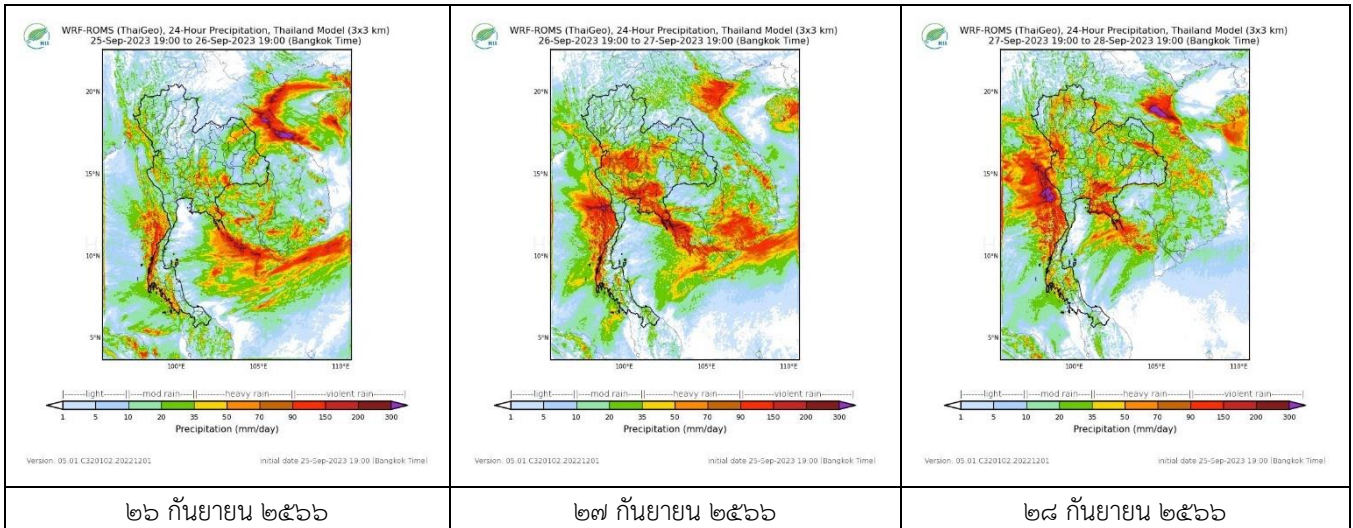 HII
WRF-ROMS (ThaiGeo), 24-Hour Precipitation, Thailand Model (3x3 km)
25-Sep-2023 19:00 to 26-Sep-2023 19:00 (Bangkok Time)
20°N
15°N
10°N
5°N
100°E 105°E 110°E
|------light------||----mod rain---||------heavy rain------||------violent rain-----|
1 5 10 20 35 50 70 90 150 200 300
Precipitation (mm/day)
Version: 05.01.C320102.20221201 initial date 25-Sep-2023 19:00 (Bangkok Time)
๒๖ กันยายน ๒๕๖๖
HII
WRF-ROMS (ThaiGeo), 24-Hour Precipitation, Thailand Model (3x3 km)
26-Sep-2023 19:00 to 27-Sep-2023 19:00 (Bangkok Time)
20°N
15°N
10°N
5°N
100°E 105°E 110°E
|------light------||----mod rain---||------heavy rain------||------violent rain-----|
1 5 10 20 35 50 70 90 150 200 300
Precipitation (mm/day)
Version: 05.01.C320102.20221201 initial date 25-Sep-2023 19:00 (Bangkok Time)
๒๗ กันยายน ๒๕๖๖
HII
WRF-ROMS (ThaiGeo), 24-Hour Precipitation, Thailand Model (3x3 km)
27-Sep-2023 19:00 to 28-Sep-2023 19:00 (Bangkok Time)
20°N
15°N
10°N
5°N
100°E 105°E 110°E
|------light------||----mod rain---||------heavy rain------||------violent rain-----|
1 5 10 20 35 50 70 90 150 200 300
Precipitation (mm/day)
Version: 05.01.C320102.20221201 initial date 25-Sep-2023 19:00 (Bangkok Time)
๒๘ กันยายน ๒๕๖๖